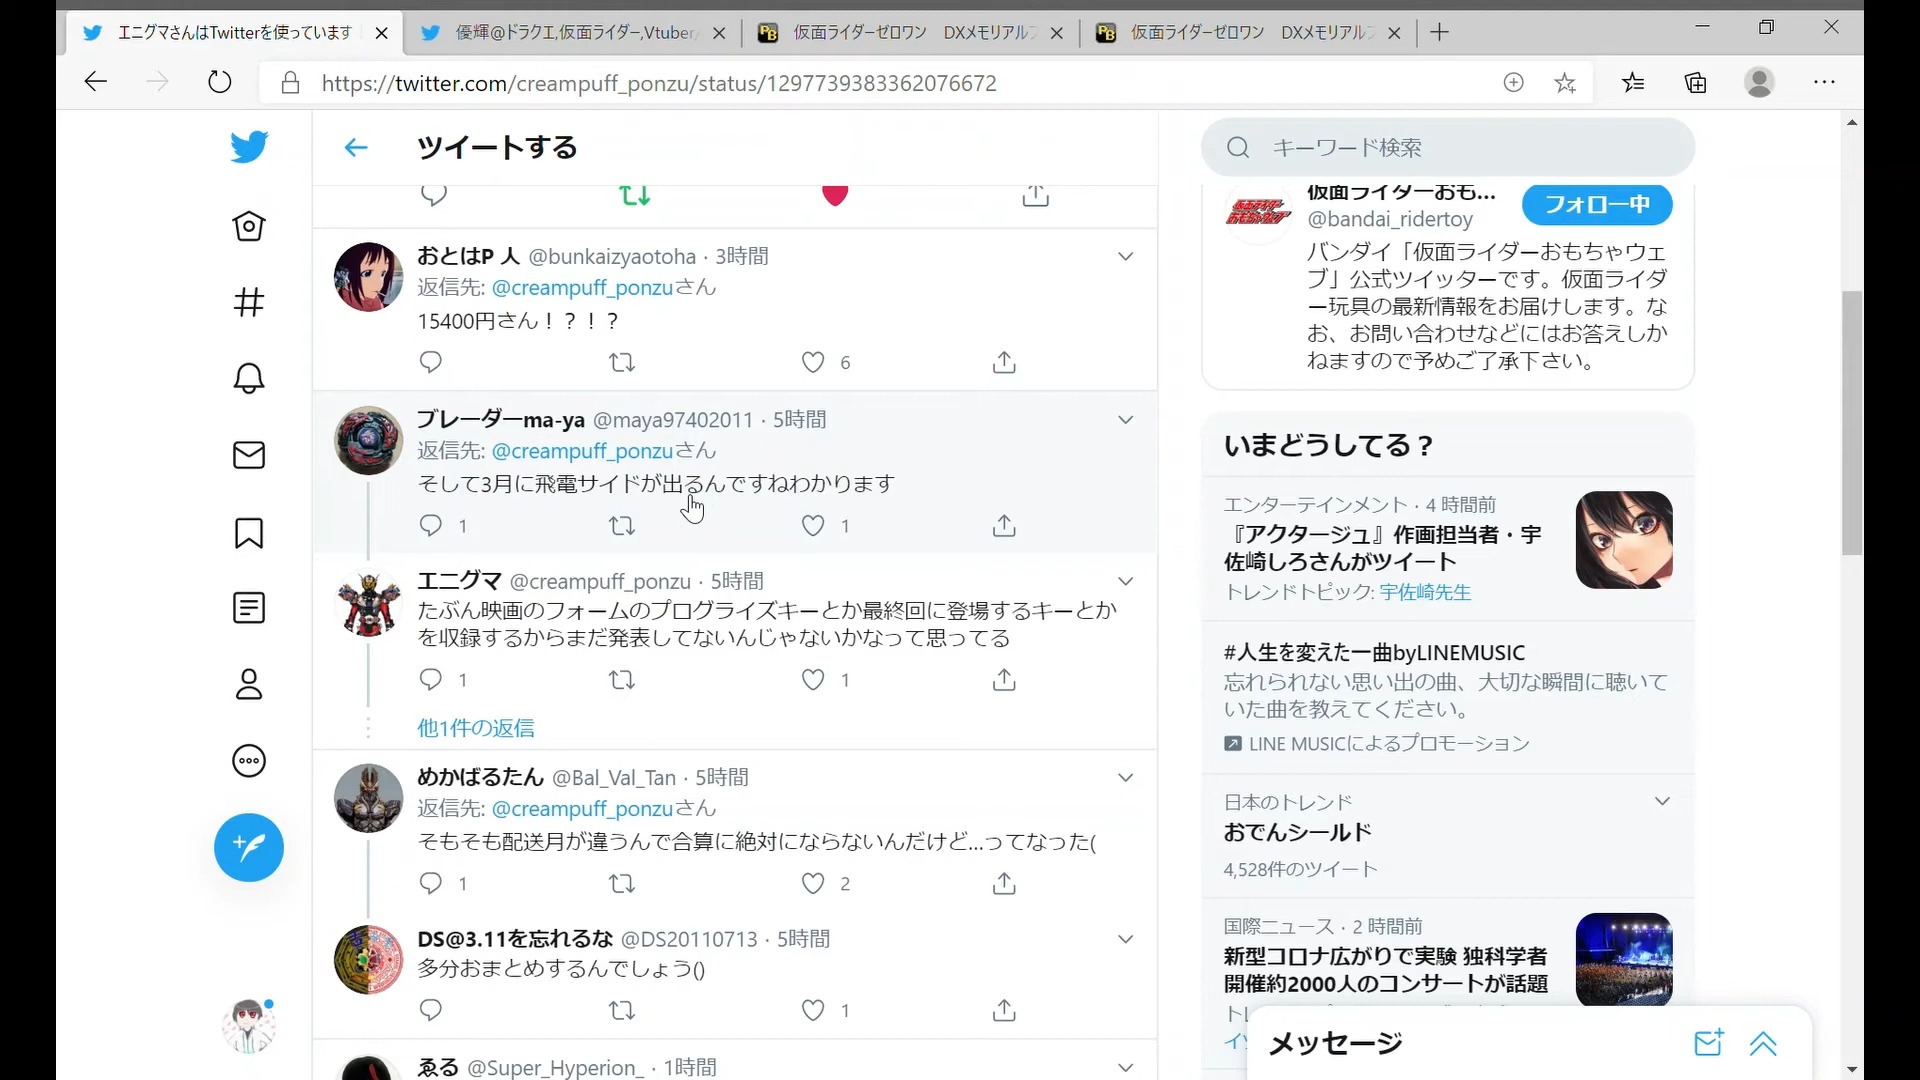 エニグマさんはTwitterを使っています
優輝@ドラクエ,仮面ライダー,Vtuber
仮面ライダーゼロワン DXメモリアル
仮面ライダーゼロワン DXメモリアル
https://twitter.com/creampuff_ponzu/status/1297739383362076672
ツイートする
おとはP 人 @bunkaizyaotoha · 3時間
返信先: @creampuff_ponzuさん
15400円さん！？！？
6
ブレーダーma-ya @maya97402011 · 5時間
返信先: @creampuff_ponzuさん
そして3月に飛電サイドが出るんですねわかります
1 1
エニグマ @creampuff_ponzu · 5時間
たぶん映画のフォームのプログライズキーとか最終回に登場するキーとか
を収録するからまだ発表してないんじゃないかなって思ってる
1 1
他1件の返信
めかばるたん @Bal_Val_Tan · 5時間
返信先: @creampuff_ponzuさん
そもそも配送月が違うんで合算に絶対にならないんだけど...ってなった(
1 2
DS@3.11を忘れるな @DS20110713 · 5時間
多分おまとめするんでしょう()
1
ゑる @Super_Hyperion_ · 1時間
キーワード検索
仮面ライダーおも...
フォロー中
@bandai_ridertoy
バンダイ「仮面ライダーおもちゃウェ
ブ」公式ツイッターです。仮面ライダ
ー玩具の最新情報をお届けします。な
お、お問い合わせなどにはお答えしか
ねますので予めご了承下さい。
いまどうしてる？
エンターテインメント · 4 時間前
『アクタージュ』作画担当者・宇
佐崎しろさんがツイート
トレンドトピック: 宇佐崎先生
#人生を変えた一曲byLINEMUSIC
忘れられない思い出の曲、大切な瞬間に聴いて
いた曲を教えてください。
LINE MUSICによるプロモーション
日本のトレンド
おでんシールド
4,528件のツイート
国際ニュース · 2 時間前
新型コロナ広がりで実験 独科学者
開催約2000人のコンサートが話題
メッセージ